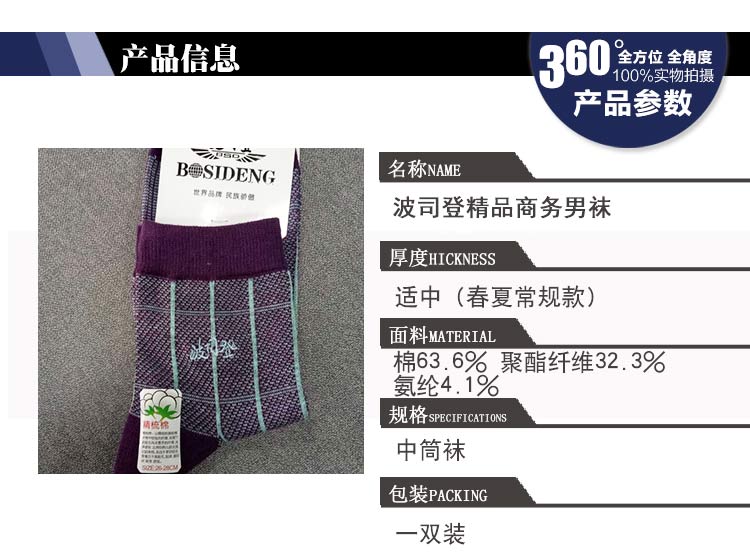 产品信息
360°
全方位 全角度
100%实物拍摄
产品参数
BSD
BOSIDENG
世界品牌 民族骄傲
波司登
精梳棉
SIZE:26-28CM
名称NAME
波司登精品商务男袜
厚度HICKNESS
适中（春夏常规款）
面料MATERIAL
棉63.6% 聚酯纤维32.3%
氨纶4.1%
规格SPECIFICATIONS
中筒袜
包装PACKING
一双装